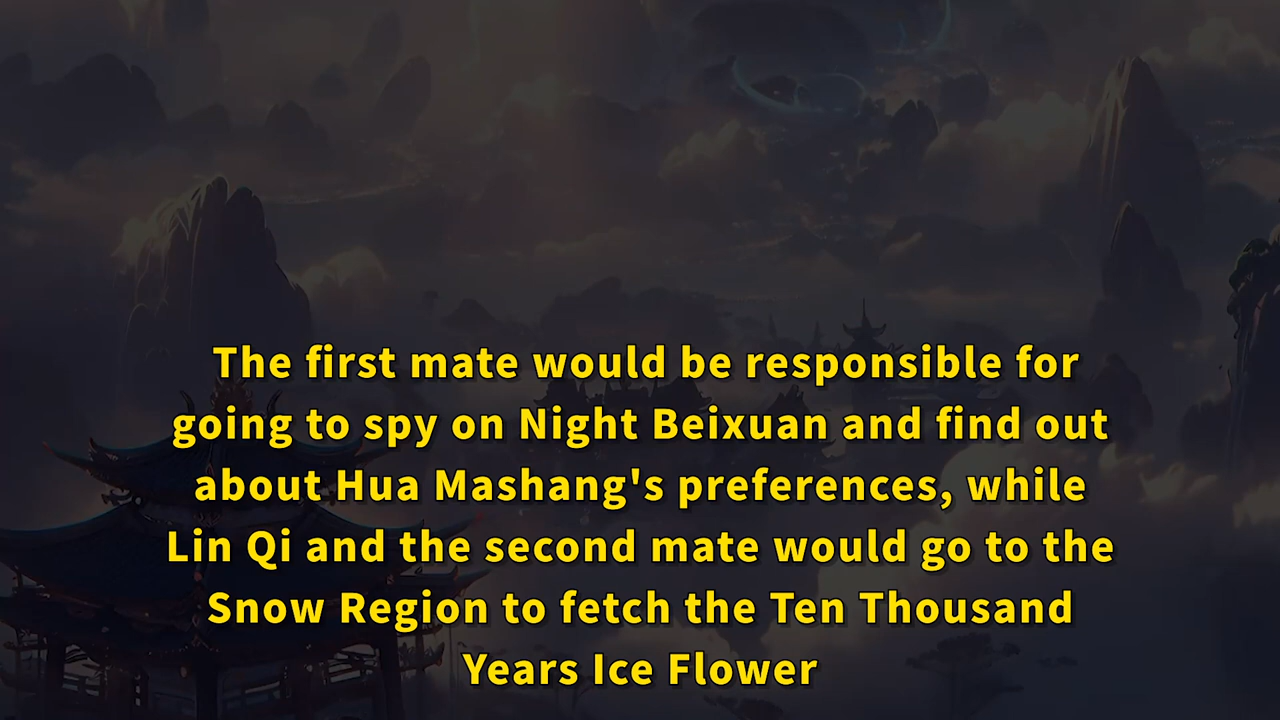 The first mate would be responsible for
going to spy on Night Beixuan and find out
about Hua Mashang's preferences, while
Lin Qi and the second mate would go to the
Snow Region to fetch the Ten Thousand
Years Ice Flower